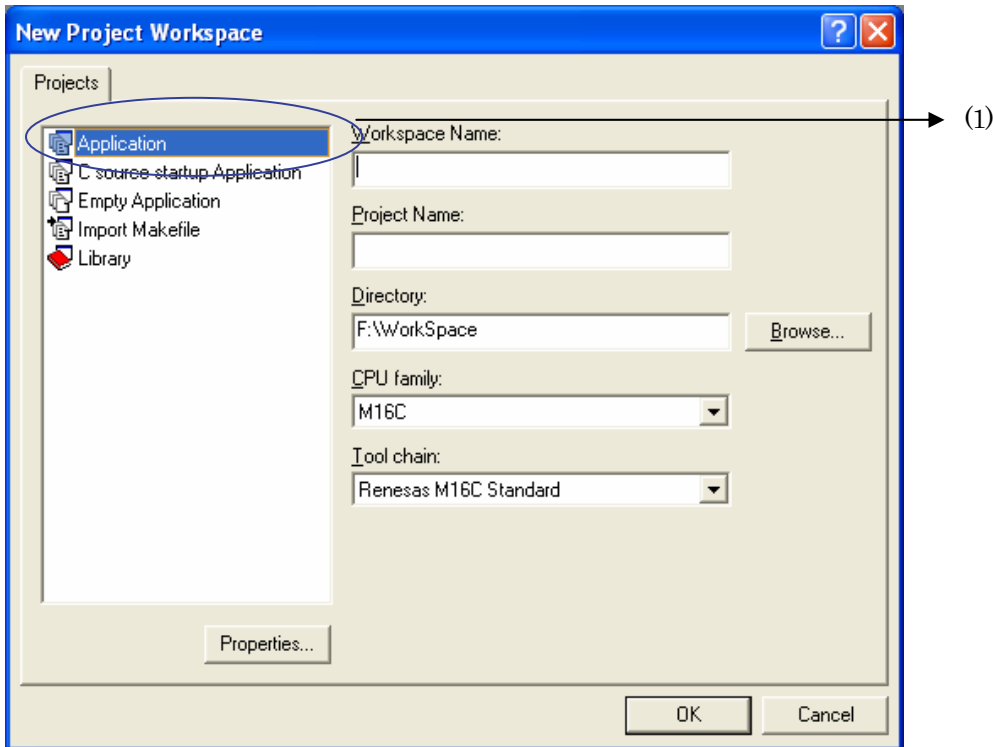 New Project Workspace
Projects
Application
C source startup Application
Empty Application
Import Makefile
Library
Properties...
Workspace Name:
Project Name:
Directory:
F:\WorkSpace
Browse...
CPU family:
M16C
Tool chain:
Renesas M16C Standard
OK
Cancel
(1)